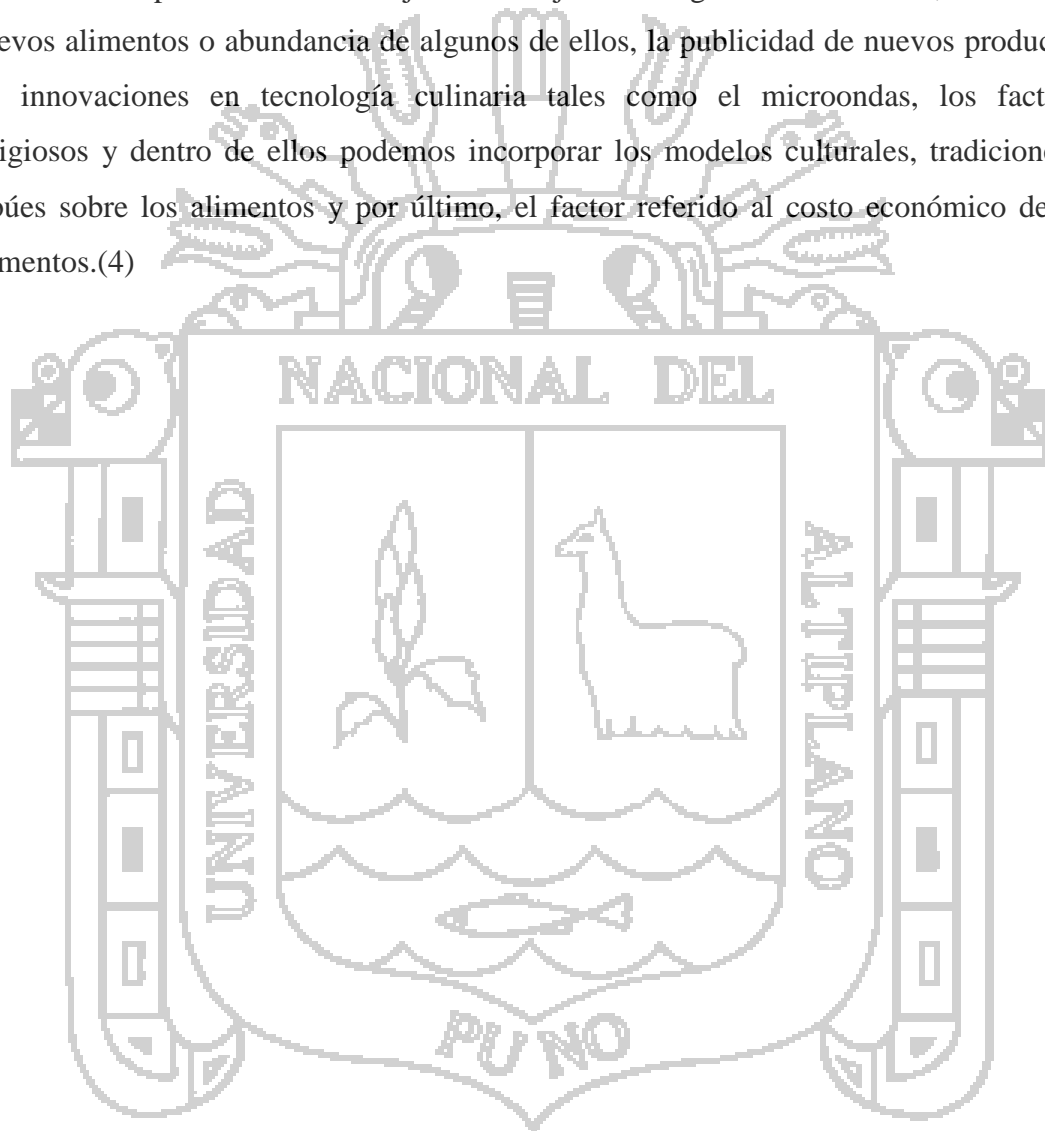 evos alimentos o abundancia de algunos de ellos, la publicidad de nuevos produc
innovaciones en tecnología culinaria tales como el microondas, los fact
igiosos y dentro de ellos podemos incorporar los modelos culturales, tradicion
púes sobre los alimentos y por último, el factor referido al costo económico de
mentos.(4)
NACIONAL DEL
UNIVERSIDAD
ALTIPLANO
PUNO